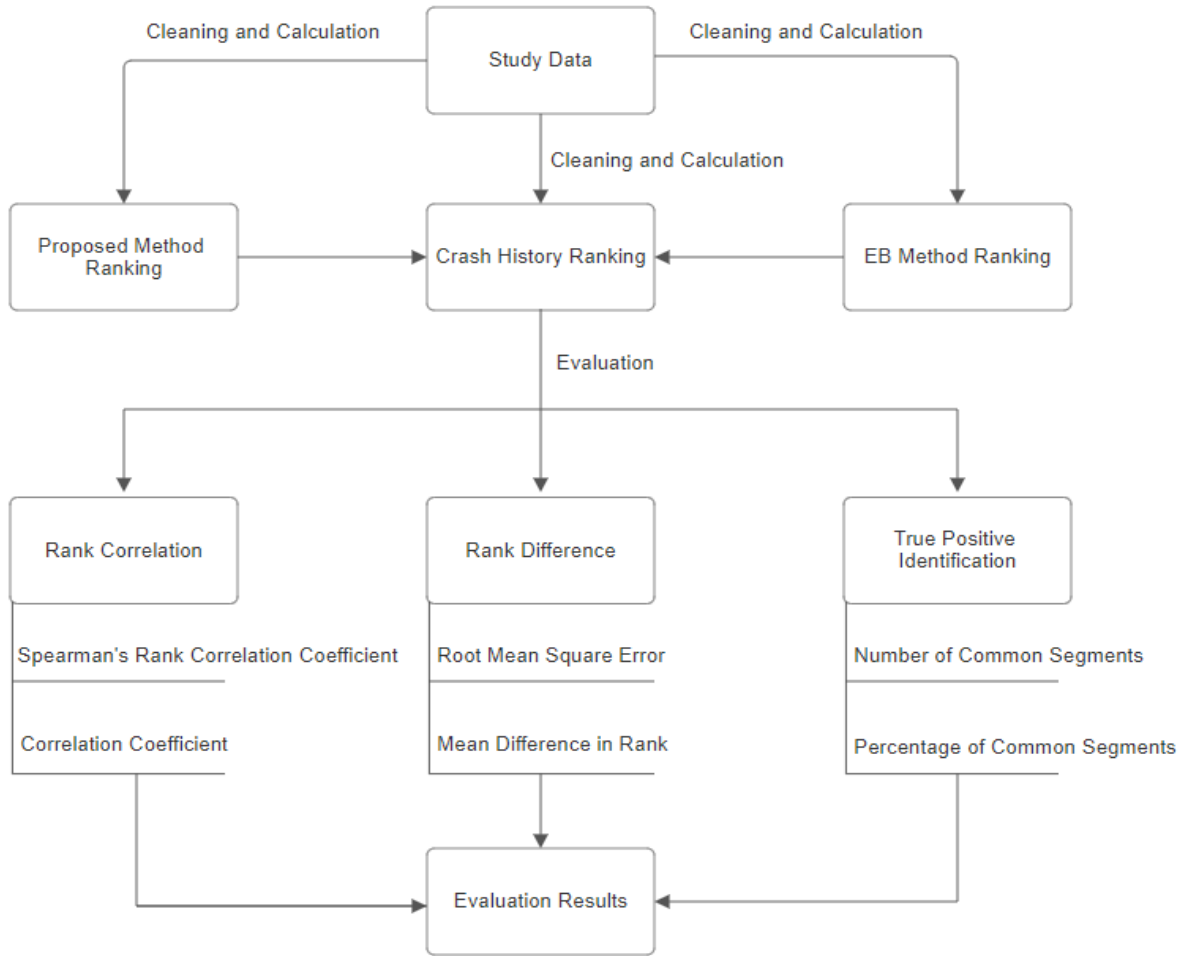 Cleaning and Calculation
Study Data
Cleaning and Calculation
Cleaning and Calculation
Proposed Method
Ranking
Crash History Ranking
EB Method Ranking
Evaluation
Rank Correlation
Rank Difference
True Positive
Identification
Spearman's Rank Correlation Coefficient
Root Mean Square Error
Number of Common Segments
Correlation Coefficient
Mean Difference in Rank
Percentage of Common Segments
Evaluation Results